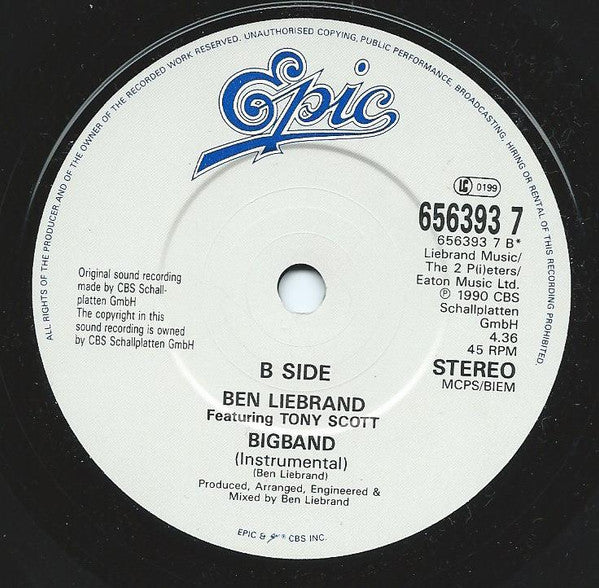 ALL RIGHTS OF THE PRODUCER AND OF THE OWNER OF THE RECORDED WORK RESERVED. UNAUTHORISED COPYING, PUBLIC PERFORMANCE, BROADCASTING, HIRING OR RENTAL OF THIS RECORDING PROHIBITED.
Epic
LC 0199
656393 7
656393 7 B*
Liebrand Music/
The 2 P(i)eters/
Eaton Music Ltd.
℗ 1990 CBS
Schallplatten
GmbH
4.36
45 RPM
STEREO
MCPS/BIEM
Original sound recording
made by CBS Schall-
platten GmbH
The copyright in this
sound recording is owned
by CBS Schallplatten GmbH
B SIDE
BEN LIEBRAND
Featuring TONY SCOTT
BIGBAND
(Instrumental)
(Ben Liebrand)
Produced, Arranged, Engineered &
Mixed by Ben Liebrand
EPIC & ® CBS INC.